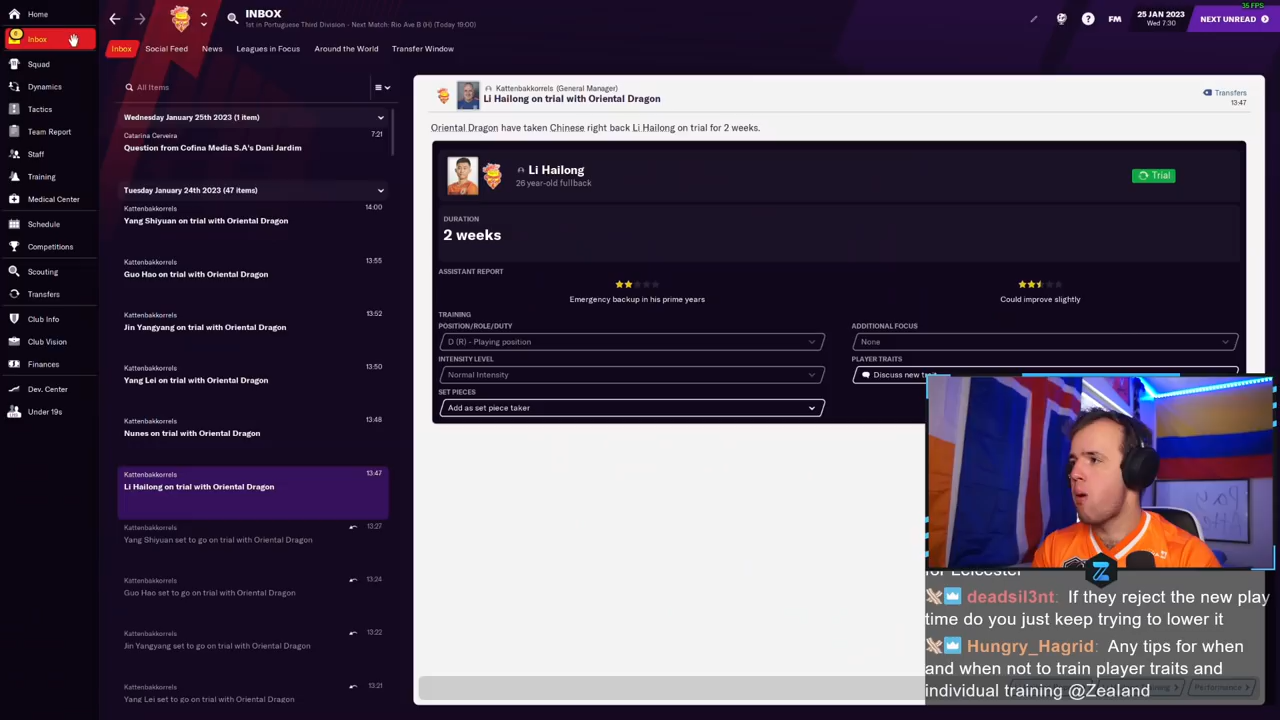 Home
Inbox
Squad
Dynamics
Tactics
Team Report
Staff
Training
Medical Center
Schedule
Competitions
Scouting
Transfers
Club Info
Club Vision
Finances
Dev. Center
Under 19s
INBOX
1st in Portuguese Third Division - Next Match: Rio Ave B (H) (Today 19:00)
FM
25 JAN 2023
Wed 7:30
35 FPS
NEXT UNREAD
Inbox
Social Feed
News
Leagues in Focus
Around the World
Transfer Window
All Items
Wednesday January 25th 2023 (1 item)
Catarina Cerveira 7:21
Question from Cofina Media S.A's Dani Jardim
Tuesday January 24th 2023 (47 items)
Kattenbakkorrels 14:00
Yang Shiyuan on trial with Oriental Dragon
Kattenbakkorrels 13:55
Guo Hao on trial with Oriental Dragon
Kattenbakkorrels 13:52
Jin Yangyang on trial with Oriental Dragon
Kattenbakkorrels 13:50
Yang Lei on trial with Oriental Dragon
Kattenbakkorrels 13:48
Nunes on trial with Oriental Dragon
Kattenbakkorrels 13:47
Li Hailong on trial with Oriental Dragon
Kattenbakkorrels 13:27
Yang Shiyuan set to go on trial with Oriental Dragon
Kattenbakkorrels 13:24
Guo Hao set to go on trial with Oriental Dragon
Kattenbakkorrels 13:22
Jin Yangyang set to go on trial with Oriental Dragon
Kattenbakkorrels 13:21
Yang Lei set to go on trial with Oriental Dragon
Kattenbakkorrels (General Manager)
Li Hailong on trial with Oriental Dragon
Transfers
13:47
Oriental Dragon have taken Chinese right back Li Hailong on trial for 2 weeks.
Li Hailong
26 year-old fullback
Trial
DURATION
2 weeks
ASSISTANT REPORT
Emergency backup in his prime years
Could improve slightly
TRAINING
POSITION/ROLE/DUTY
D (R) - Playing position
ADDITIONAL FOCUS
None
INTENSITY LEVEL
Normal Intensity
PLAYER TRAITS
Discuss new trait
SET PIECES
Add as set piece taker
for Leicester
deadsil3nt: If they reject the new play
time do you just keep trying to lower it
Hungry_Hagrid: Any tips for when
and when not to train player traits and
individual training @Zealand
Performance